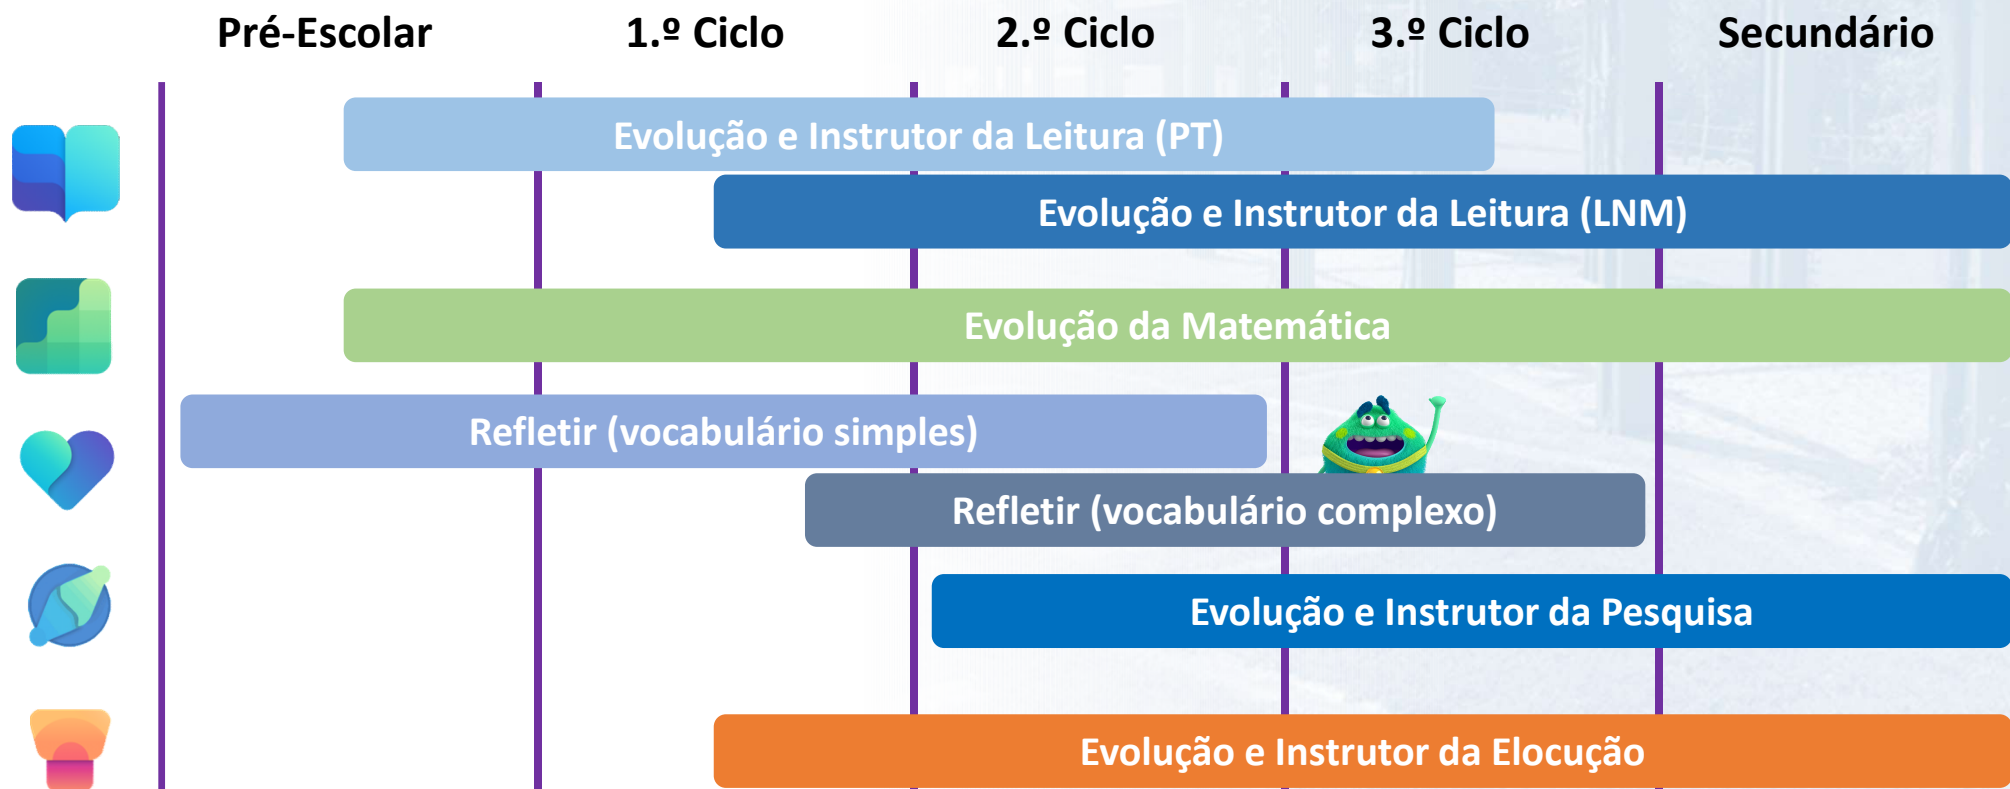 Pré-Escolar 1.º Ciclo 2.º Ciclo 3.º Ciclo Secundário
Evolução e Instrutor da Leitura (PT)
Evolução e Instrutor da Leitura (LNM)
Evolução da Matemática
Refletir (vocabulário simples)
Refletir (vocabulário complexo)
Evolução e Instrutor da Pesquisa
Evolução e Instrutor da Elocução